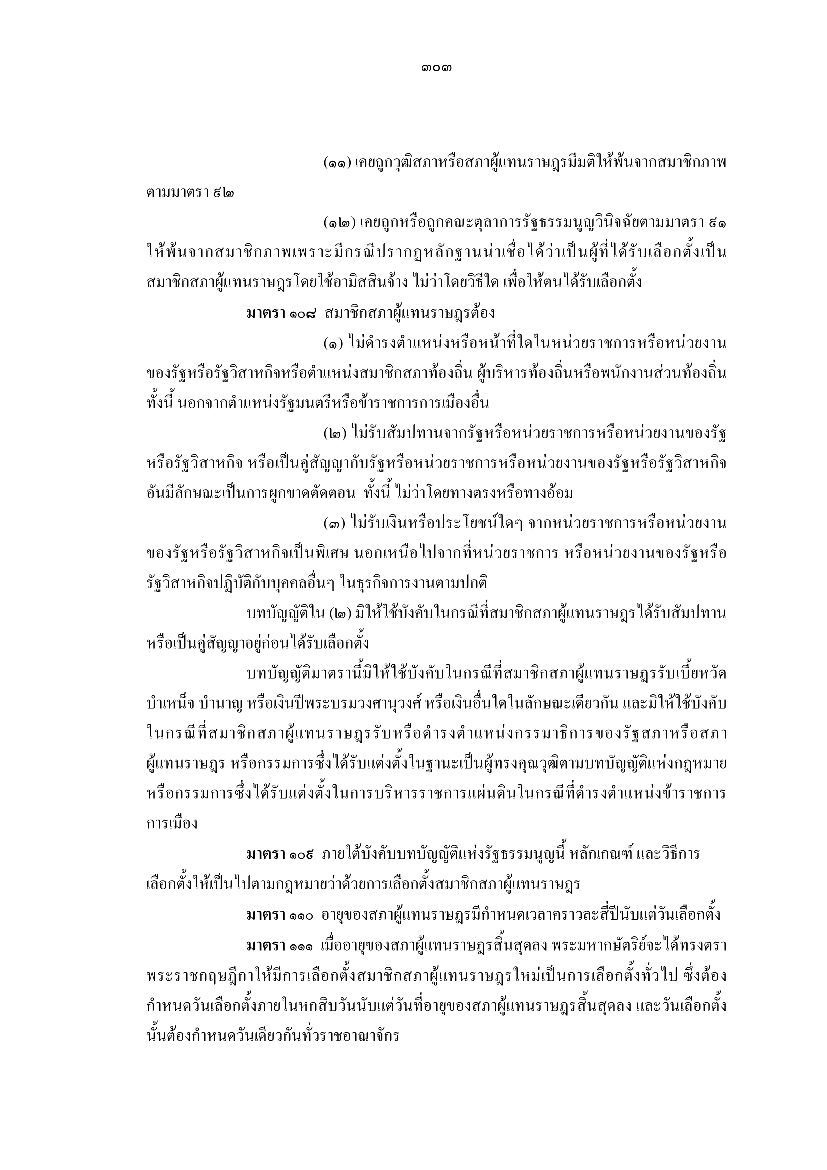 ๓๐๓
(๑๑) เคยถูกวุฒิสภาหรือสภาผู้แทนราษฎรมีมติให้พ้นจากสมาชิกภาพ
ตามมาตรา ๙๒
(๑๒) เคยถูกหรือถูกคณะตุลาการรัฐธรรมนูญวินิจฉัยตามมาตรา ๙๑
ให้พ้นจากสมาชิกภาพเพราะมีกรณีปรากฏหลักฐานน่าเชื่อได้ว่าเป็นผู้ที่ได้รับเลือกตั้งเป็น
สมาชิกสภาผู้แทนราษฎรโดยใช้อามิสสินจ้าง ไม่ว่าโดยวิธีใด เพื่อให้ตนได้รับเลือกตั้ง
มาตรา ๑๐๘ สมาชิกสภาผู้แทนราษฎรต้อง
(๑) ไม่ดำรงตำแหน่งหรือหน้าที่ใดในหน่วยราชการหรือหน่วยงาน
ของรัฐหรือรัฐวิสาหกิจหรือตำแหน่งสมาชิกสภาท้องถิ่น ผู้บริหารท้องถิ่นหรือพนักงานส่วนท้องถิ่น
ทั้งนี้ นอกจากตำแหน่งรัฐมนตรีหรือข้าราชการการเมืองอื่น
(๒) ไม่รับสัมปทานจากรัฐหรือหน่วยราชการหรือหน่วยงานของรัฐ
หรือรัฐวิสาหกิจ หรือเป็นคู่สัญญากับรัฐหรือหน่วยราชการหรือหน่วยงานของรัฐหรือรัฐวิสาหกิจ
อันมีลักษณะเป็นการผูกขาดตัดตอน ทั้งนี้ ไม่ว่าโดยทางตรงหรือทางอ้อม
(๓) ไม่รับเงินหรือประโยชน์ใดๆ จากหน่วยราชการหรือหน่วยงาน
ของรัฐหรือรัฐวิสาหกิจเป็นพิเศษ นอกเหนือไปจากที่หน่วยราชการ หรือหน่วยงานของรัฐหรือ
รัฐวิสาหกิจปฏิบัติกับบุคคลอื่นๆ ในธุรกิจการงานตามปกติ
บทบัญญัติใน (๒) มิให้ใช้บังคับในกรณีที่สมาชิกสภาผู้แทนราษฎรได้รับสัมปทาน
หรือเป็นคู่สัญญาอยู่ก่อนได้รับเลือกตั้ง
บทบัญญัติมาตรานี้มิให้ใช้บังคับในกรณีที่สมาชิกสภาผู้แทนราษฎรรับเบี้ยหวัด
บำเหน็จ บำนาญ หรือเงินปีพระบรมวงศานุวงศ์ หรือเงินอื่นใดในลักษณะเดียวกัน และมิให้ใช้บังคับ
ในกรณีที่สมาชิกสภาผู้แทนราษฎรรับหรือดำรงตำแหน่งกรรมาธิการของรัฐสภาหรือสภา
ผู้แทนราษฎร หรือกรรมการซึ่งได้รับแต่งตั้งในฐานะเป็นผู้ทรงคุณวุฒิตามบทบัญญัติแห่งกฎหมาย
หรือกรรมการซึ่งได้รับแต่งตั้งในการบริหารราชการแผ่นดินในกรณีที่ดำรงตำแหน่งข้าราชการ
การเมือง
มาตรา ๑๐๙ ภายใต้บังคับบทบัญญัติแห่งรัฐธรรมนูญนี้ หลักเกณฑ์ และวิธีการ
เลือกตั้งให้เป็นไปตามกฎหมายว่าด้วยการเลือกตั้งสมาชิกสภาผู้แทนราษฎร
มาตรา ๑๑๐ อายุของสภาผู้แทนราษฎรมีกำหนดเวลาคราวละสี่ปีนับแต่วันเลือกตั้ง
มาตรา ๑๑๑ เมื่ออายุของสภาผู้แทนราษฎรสิ้นสุดลง พระมหากษัตริย์จะได้ทรงตรา
พระราชกฤษฎีกาให้มีการเลือกตั้งสมาชิกสภาผู้แทนราษฎรใหม่เป็นการเลือกตั้งทั่วไป ซึ่งต้อง
กำหนดวันเลือกตั้งภายในหกสิบวันนับแต่วันที่อายุของสภาผู้แทนราษฎรสิ้นสุดลง และวันเลือกตั้ง
นั้นต้องกำหนดวันเดียวกันทั่วราชอาณาจักร